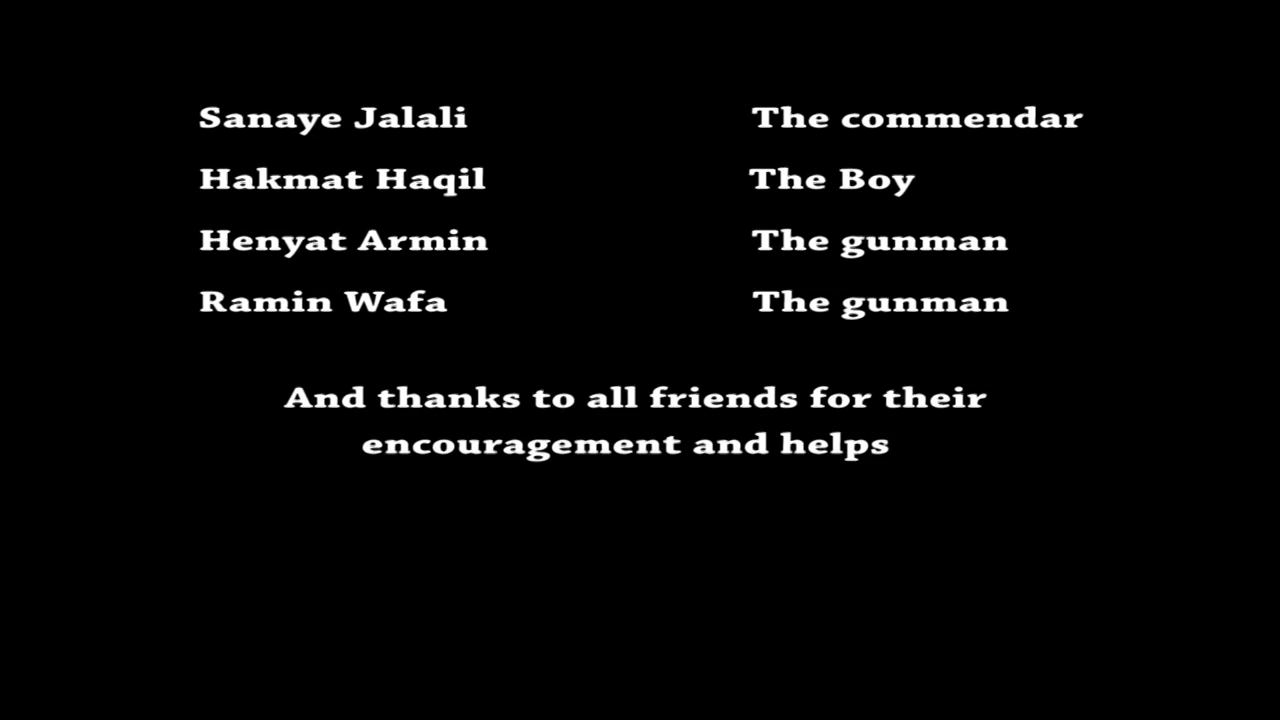 Sanaye Jalali The commendar
Hakmat Haqil The Boy
Henyat Armin The gunman
Ramin Wafa The gunman
And thanks to all friends for their
encouragement and helps